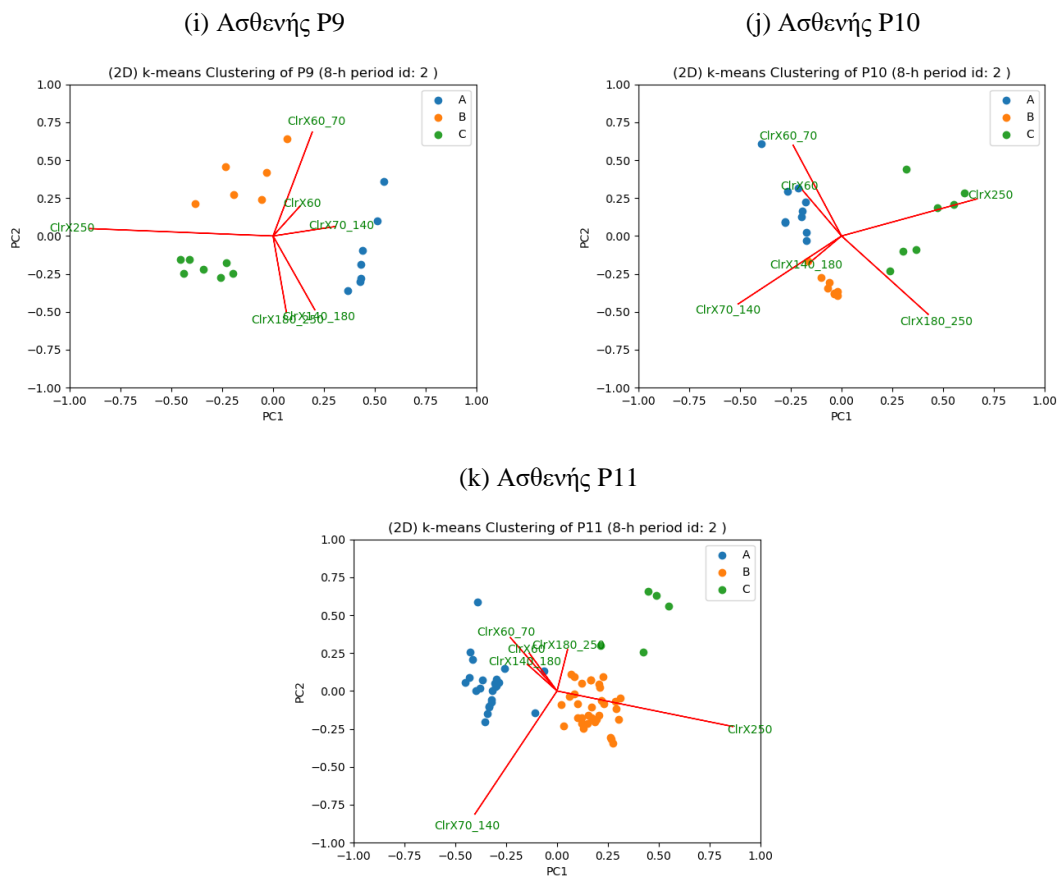 (i) Ασθενής P9
(j) Ασθενής P10
(2D) k-means Clustering of P9 (8-h period id: 2 )
1.00
0.75
0.50
0.25
0.00
−0.25
−0.50
−0.75
−1.00
PC2
A
B
C
ClrX60_70
ClrX60
ClrX70_140
ClrX250
ClrX180_250
ClrX140_180
−1.00 −0.75 −0.50 −0.25 0.00 0.25 0.50 0.75 1.00
PC1
(2D) k-means Clustering of P10 (8-h period id: 2 )
1.00
0.75
0.50
0.25
0.00
−0.25
−0.50
−0.75
−1.00
PC2
A
B
C
ClrX60_70
ClrX60
ClrX250
ClrX140_180
ClrX70_140
ClrX180_250
−1.00 −0.75 −0.50 −0.25 0.00 0.25 0.50 0.75 1.00
PC1
(k) Ασθενής P11
(2D) k-means Clustering of P11 (8-h period id: 2 )
1.00
0.75
0.50
0.25
0.00
−0.25
−0.50
−0.75
−1.00
PC2
A
B
C
ClrX60_70
ClrX60
ClrX180_250
ClrX140_180
ClrX250
ClrX70_140
−1.00 −0.75 −0.50 −0.25 0.00 0.25 0.50 0.75 1.00
PC1